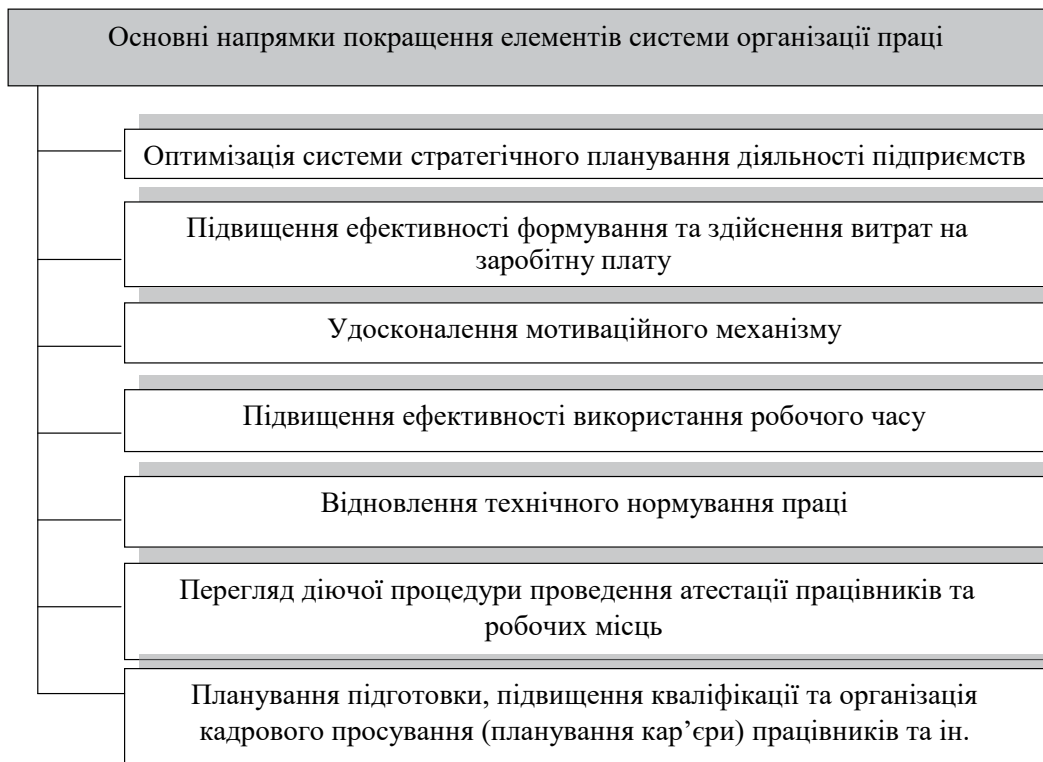 Основні напрямки покращення елементів системи організації праці
Оптимізація системи стратегічного планування діяльності підприємств
Підвищення ефективності формування та здійснення витрат на
заробітну плату
Удосконалення мотиваційного механізму
Підвищення ефективності використання робочого часу
Відновлення технічного нормування праці
Перегляд діючої процедури проведення атестації працівників та
робочих місць
Планування підготовки, підвищення кваліфікації та організація
кадрового просування (планування кар’єри) працівників та ін.